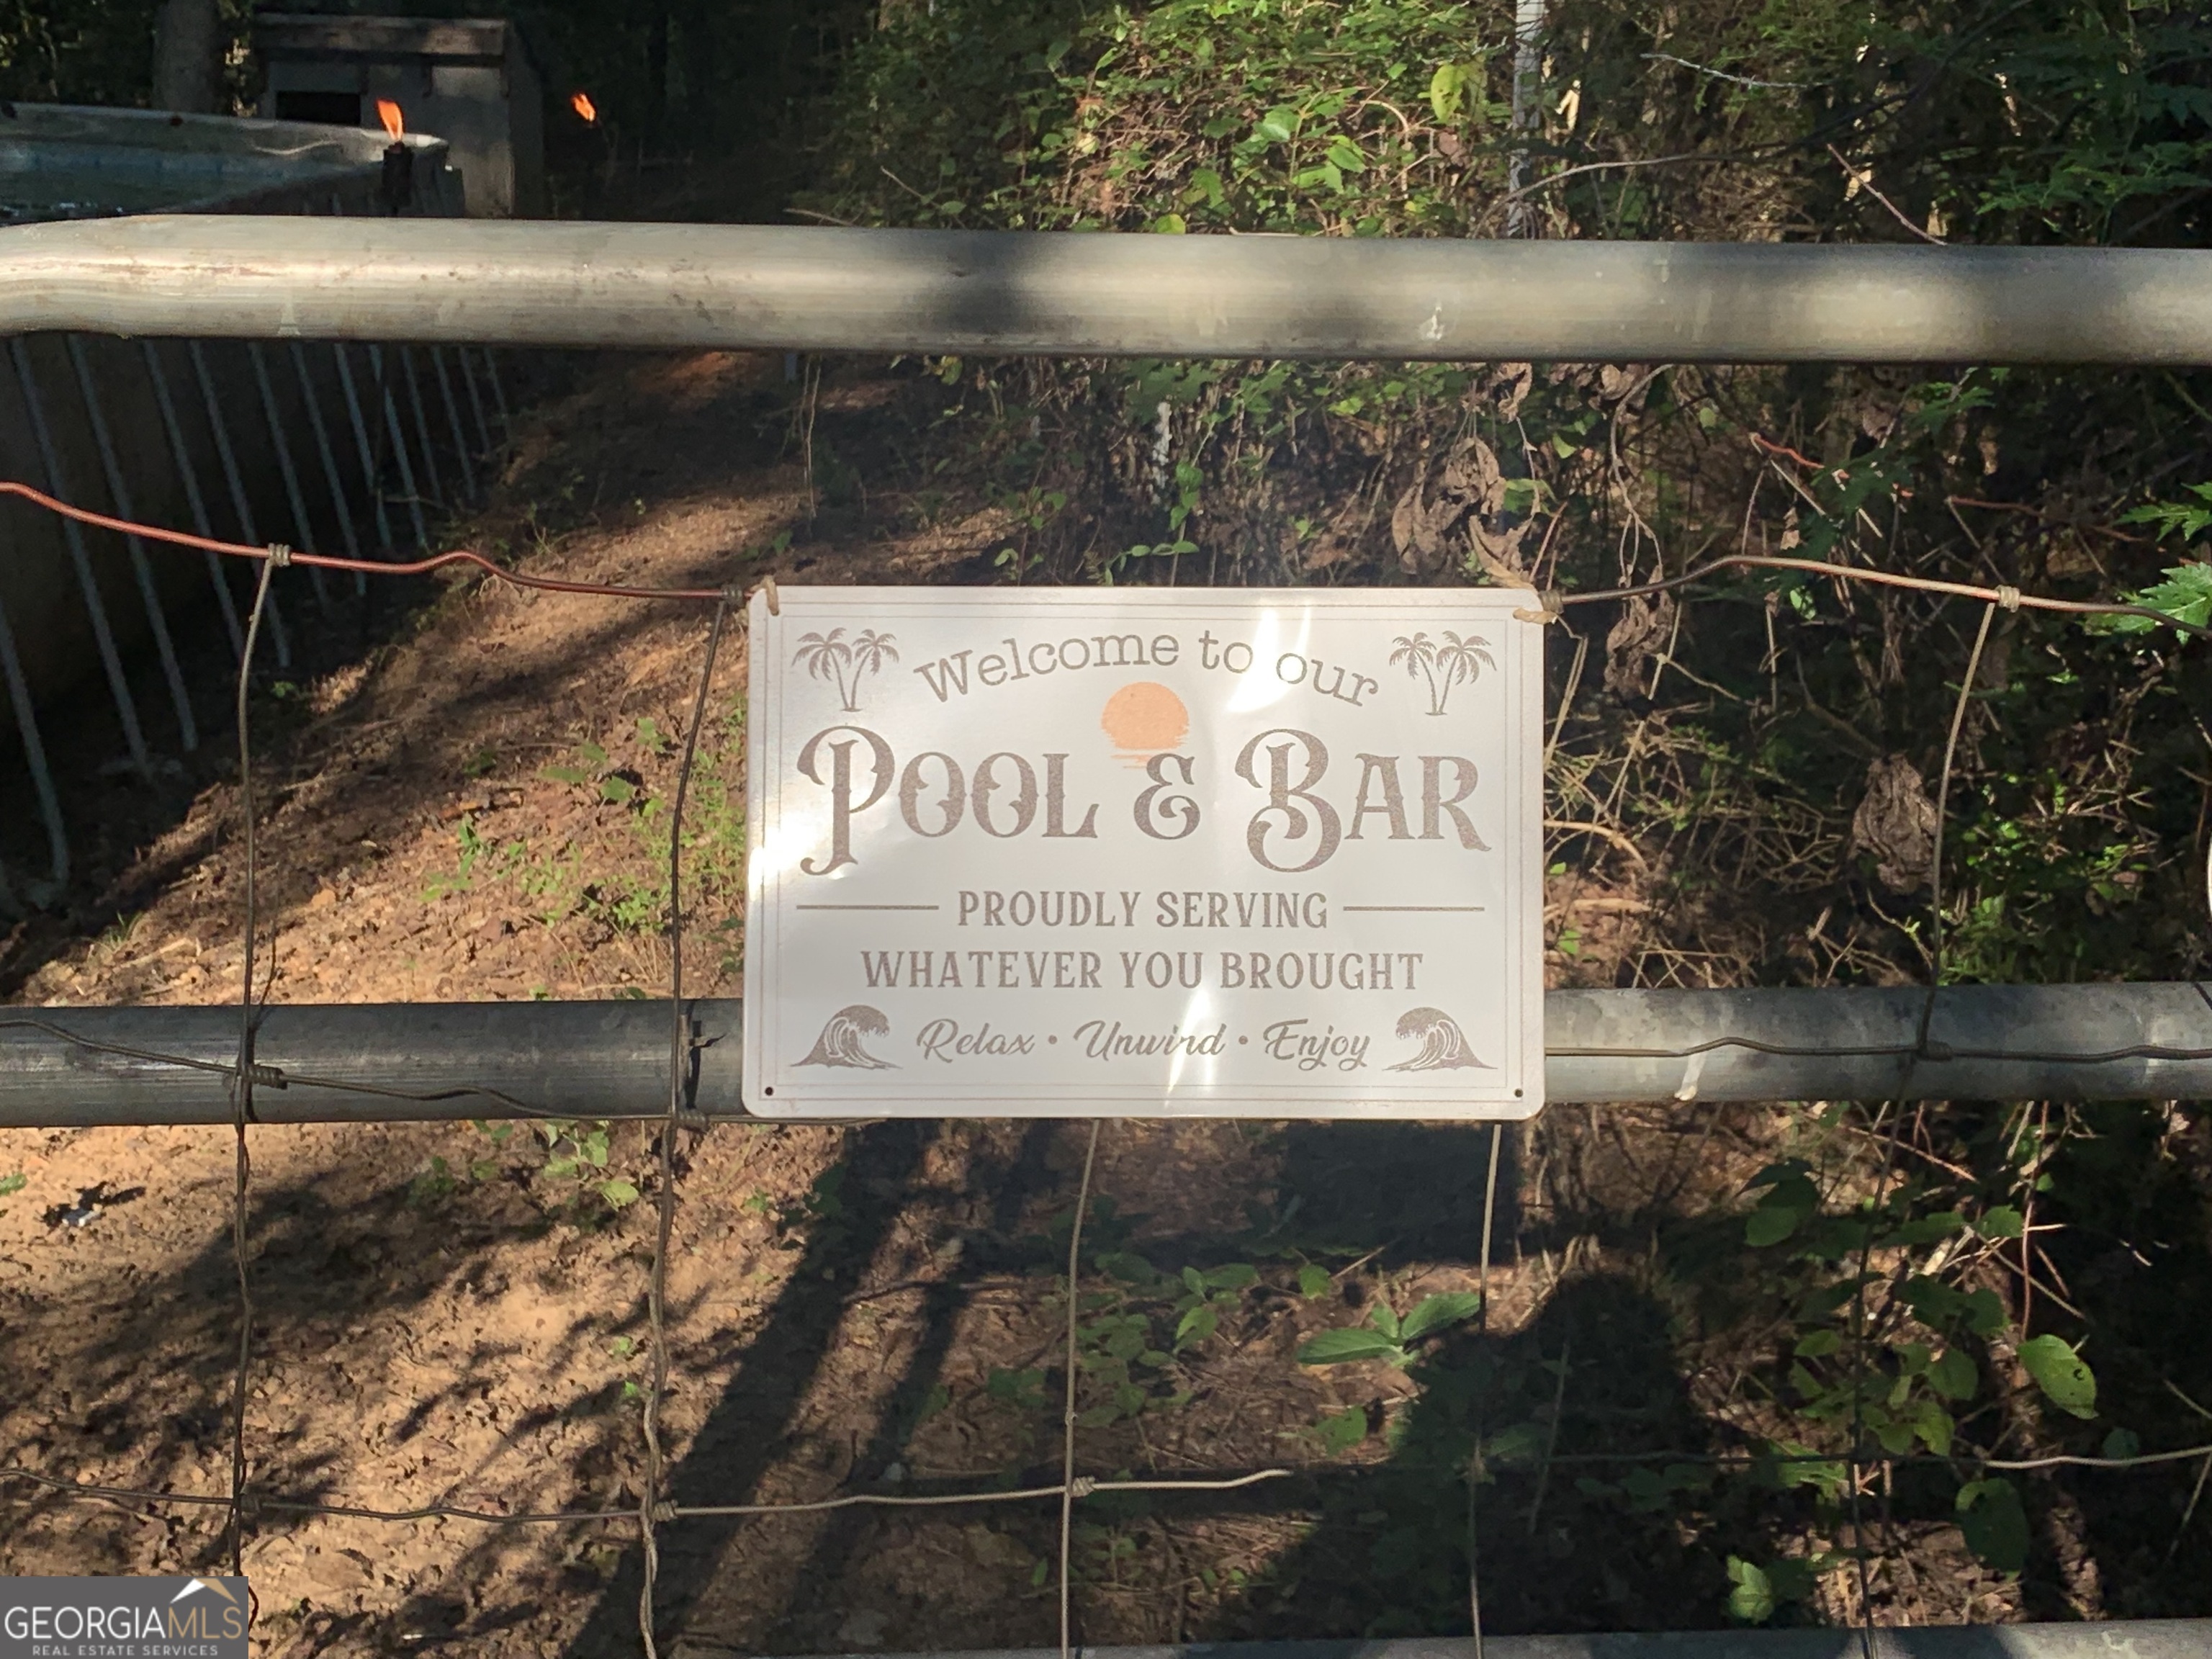 Welcome to our
POOL & BAR
PROUDLY SERVING
WHATEVER YOU BROUGHT
Relax • Unwind • Enjoy
GEORGIAMLS
REAL ESTATE SERVICES